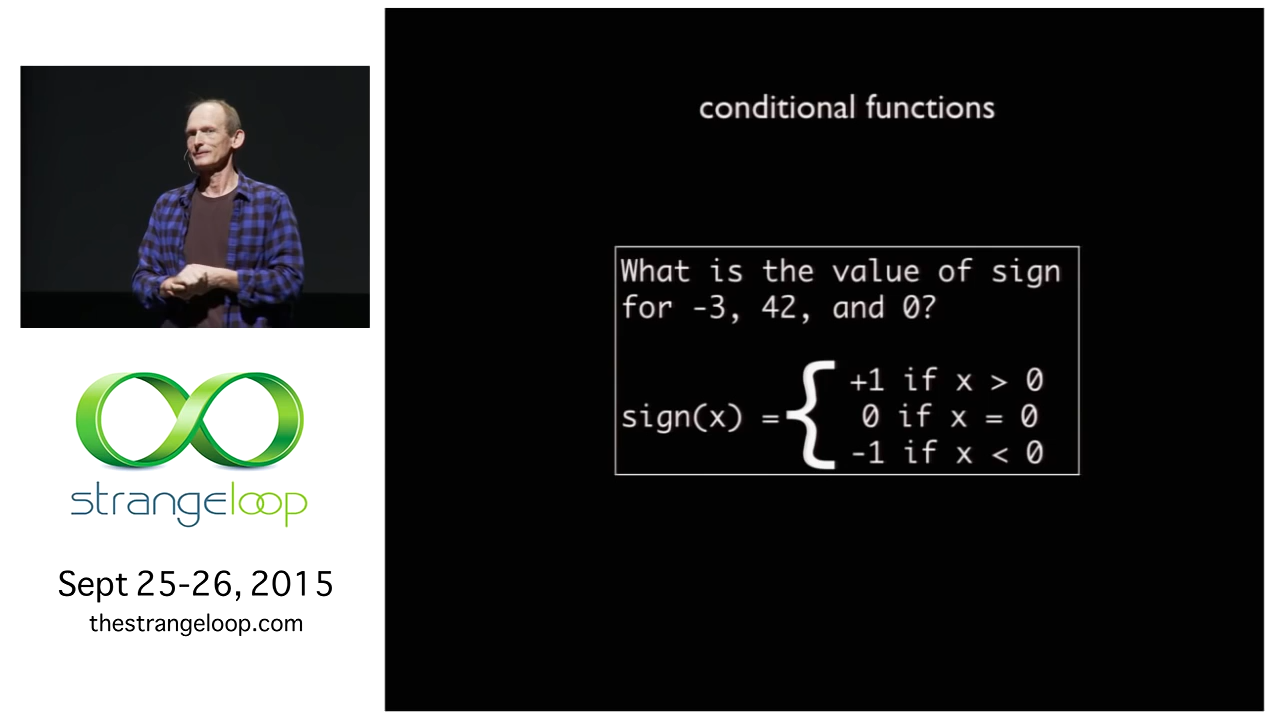 conditional functions
What is the value of sign
for -3, 42, and 0?
sign(x) = {
+1 if x > 0
0 if x = 0
-1 if x < 0
strangeloop
Sept 25-26, 2015
thestrangeloop.com